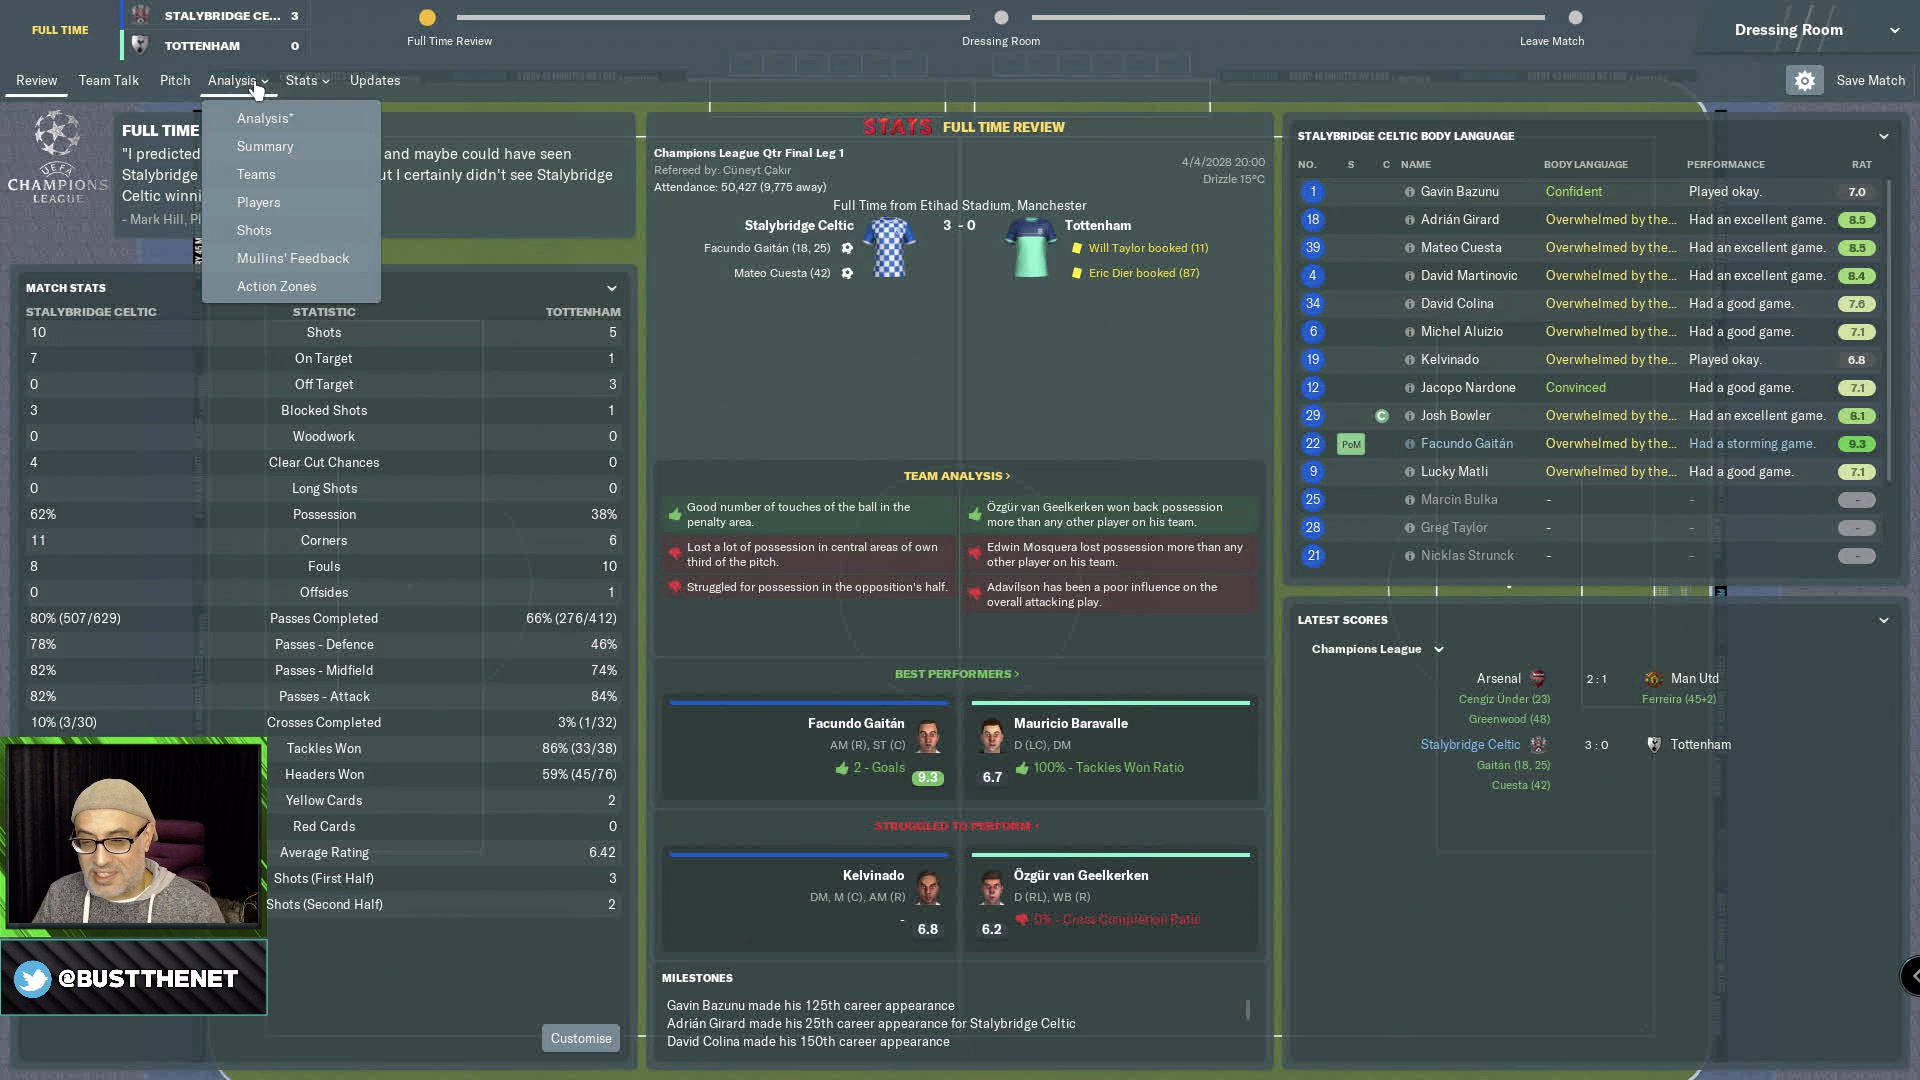 FULL TIME
STALYBRIDGE CE... 3
TOTTENHAM 0
Full Time Review
Dressing Room
Leave Match
Dressing Room
Review
Team Talk
Pitch
Analysis
Stats
Updates
Save Match
Analysis*
Summary
Teams
Players
Shots
Mullins' Feedback
Action Zones
UEFA
CHAMPIONS
LEAGUE
FULL TIME
"I predicted and maybe could have seen
Stalybridge ut I certainly didn't see Stalybridge
Celtic winni
- Mark Hill, Pl
MATCH STATS
STALYBRIDGE CELTIC STATISTIC TOTTENHAM
10 Shots 5
7 On Target 1
0 Off Target 3
3 Blocked Shots 1
0 Woodwork 0
4 Clear Cut Chances 0
0 Long Shots 0
62% Possession 38%
11 Corners 6
8 Fouls 10
0 Offsides 1
80% (507/629) Passes Completed 66% (276/412)
78% Passes - Defence 46%
82% Passes - Midfield 74%
82% Passes - Attack 84%
10% (3/30) Crosses Completed 3% (1/32)
Tackles Won 86% (33/38)
Headers Won 59% (45/76)
Yellow Cards 2
Red Cards 0
Average Rating 6.42
Shots (First Half) 3
Shots (Second Half) 2
@BUSTTHENET
Customise
STATS FULL TIME REVIEW
Champions League Qtr Final Leg 1
Refereed by: Cüneyt Çakır
Attendance: 50,427 (9,775 away)
4/4/2028 20:00
Drizzle 15°C
Full Time from Etihad Stadium, Manchester
Stalybridge Celtic 3 - 0 Tottenham
Facundo Gaitán (18, 25)
Mateo Cuesta (42)
Will Taylor booked (11)
Eric Dier booked (87)
TEAM ANALYSIS >
Good number of touches of the ball in the
penalty area.
Lost a lot of possession in central areas of own
third of the pitch.
Struggled for possession in the opposition's half.
Özgür van Geelkerken won back possession
more than any other player on his team.
Edwin Mosquera lost possession more than any
other player on his team.
Adavilson has been a poor influence on the
overall attacking play.
BEST PERFORMERS >
Facundo Gaitán
AM (R), ST (C)
2 - Goals
9.3
Mauricio Baravalle
D (LC), DM
6.7 100% - Tackles Won Ratio
STRUGGLED TO PERFORM >
Kelvinado
DM, M (C), AM (R)
-
6.8
Özgür van Geelkerken
D (RL), WB (R)
0% - Cross Completion Ratio
6.2
MILESTONES
Gavin Bazunu made his 125th career appearance
Adrián Girard made his 25th career appearance for Stalybridge Celtic
David Colina made his 150th career appearance
STALYBRIDGE CELTIC BODY LANGUAGE
NO. S C NAME BODY LANGUAGE PERFORMANCE RAT
1 Gavin Bazunu Confident Played okay. 7.0
18 Adrián Girard Overwhelmed by the... Had an excellent game. 8.5
39 Mateo Cuesta Overwhelmed by the... Had an excellent game. 8.5
4 David Martinovic Overwhelmed by the... Had an excellent game. 8.4
34 David Colina Overwhelmed by the... Had a good game. 7.6
6 Michel Aluizio Overwhelmed by the... Had a good game. 7.1
19 Kelvinado Overwhelmed by the... Played okay. 6.8
12 Jacopo Nardone Convinced Had a good game. 7.1
29 C Josh Bowler Overwhelmed by the... Had an excellent game. 8.1
22 PoM Facundo Gaitán Overwhelmed by the... Had a storming game. 9.3
9 Lucky Matli Overwhelmed by the... Had a good game. 7.1
25 Marcin Bulka - - -
28 Greg Taylor - - -
21 Nicklas Strunck - - -
LATEST SCORES
Champions League
Arsenal 2 : 1 Man Utd
Cengiz Ünder (23) Ferreira (45+2)
Greenwood (48)
Stalybridge Celtic 3 : 0 Tottenham
Gaitán (18, 25)
Cuesta (42)